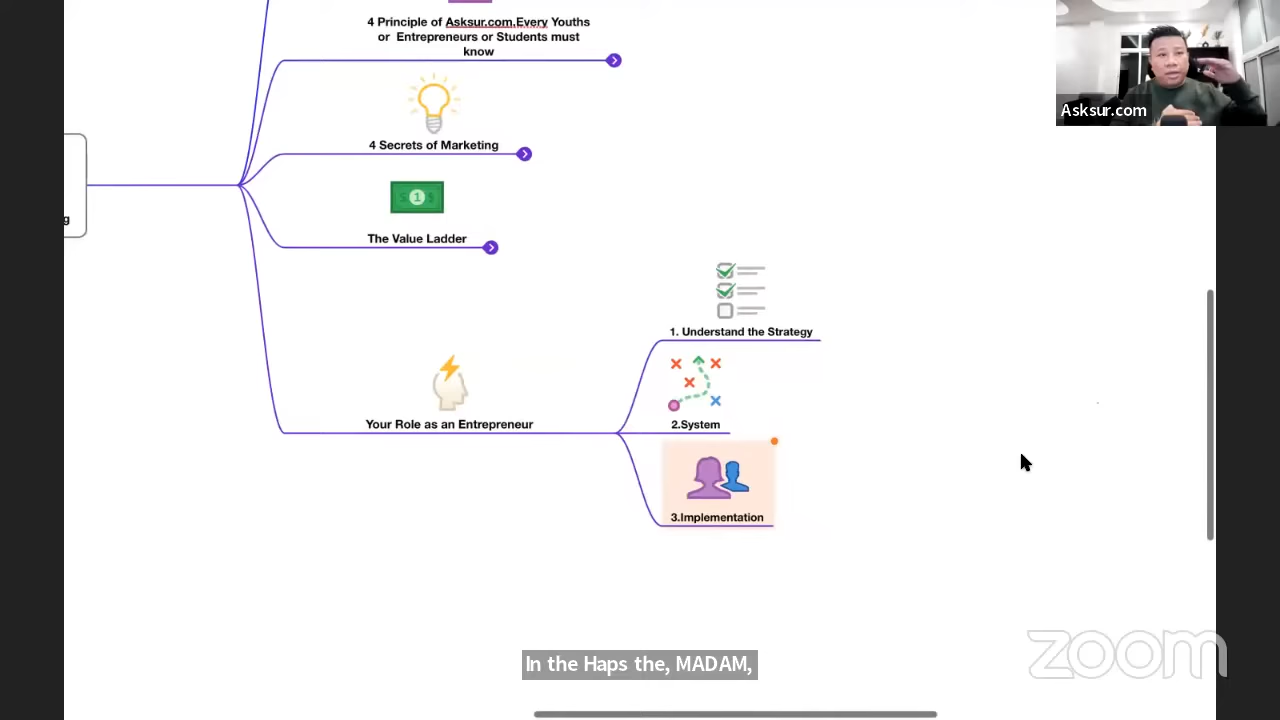 4 Principle of Asksur.com,Every Youths
or Entrepreneurs or Students must
know
Asksur.com
4 Secrets of Marketing
g
The Value Ladder
1. Understand the Strategy
Your Role as an Entrepreneur
2.System
3.Implementation
In the Haps the, MADAM,
zoom